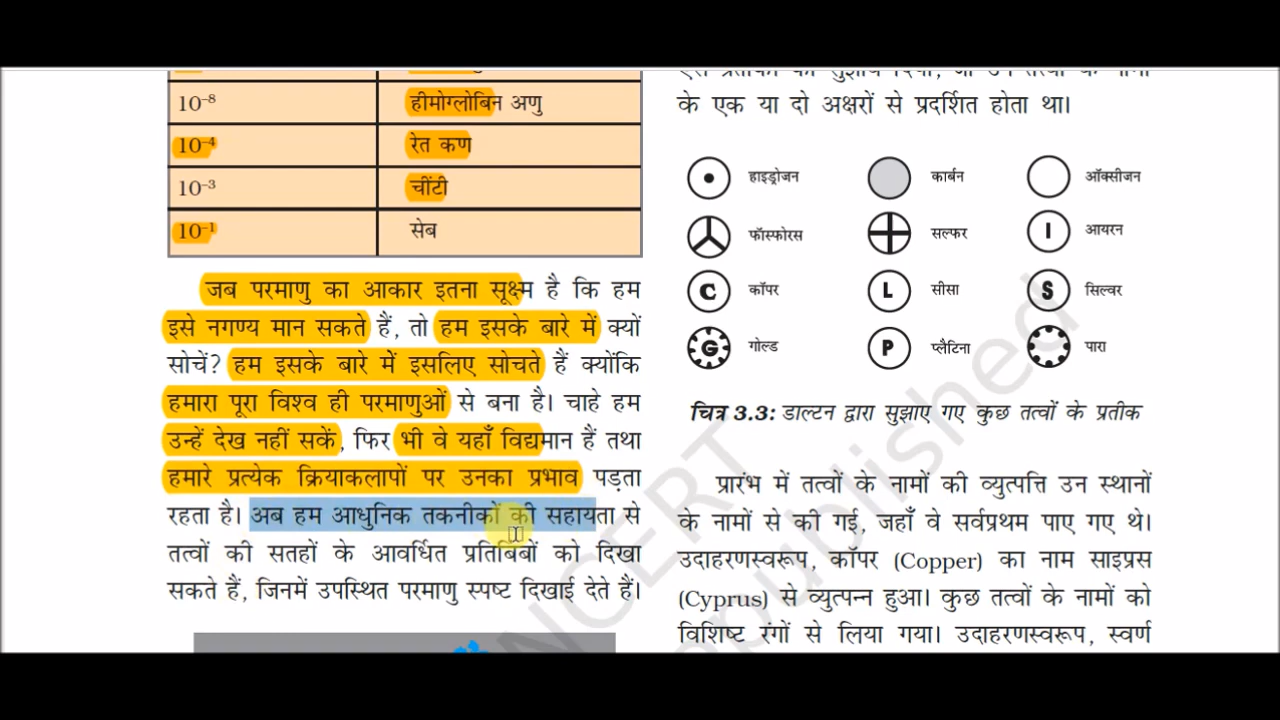 10⁻⁸ हीमोग्लोबिन अणु
10⁻⁴ रेत कण
10⁻³ चींटी
10⁻¹ सेब
जब परमाणु का आकार इतना सूक्ष्म है कि हम
इसे नगण्य मान सकते हैं, तो हम इसके बारे में क्यों
सोचें? हम इसके बारे में इसलिए सोचते हैं क्योंकि
हमारा पूरा विश्व ही परमाणुओं से बना है। चाहे हम
उन्हें देख नहीं सकें, फिर भी वे यहाँ विद्यमान हैं तथा
हमारे प्रत्येक क्रियाकलापों पर उनका प्रभाव पड़ता
रहता है। अब हम आधुनिक तकनीकों की सहायता से
तत्वों की सतहों के आवर्धित प्रतिबिंबों को दिखा
सकते हैं, जिनमें उपस्थित परमाणु स्पष्ट दिखाई देते हैं।
के एक या दो अक्षरों से प्रदर्शित होता था।
हाइड्रोजन कार्बन ऑक्सीजन
फॉस्फोरस सल्फर I आयरन
C कॉपर L सीसा S सिल्वर
G गोल्ड P प्लैटिना पारा
चित्र 3.3: डाल्टन द्वारा सुझाए गए कुछ तत्वों के प्रतीक
प्रारंभ में तत्वों के नामों की व्युत्पत्ति उन स्थानों
के नामों से की गई, जहाँ वे सर्वप्रथम पाए गए थे।
उदाहरणस्वरूप, कॉपर (Copper) का नाम साइप्रस
(Cyprus) से व्युत्पन्न हुआ। कुछ तत्वों के नामों को
विशिष्ट रंगों से लिया गया। उदाहरणस्वरूप, स्वर्ण
NCERT
republished